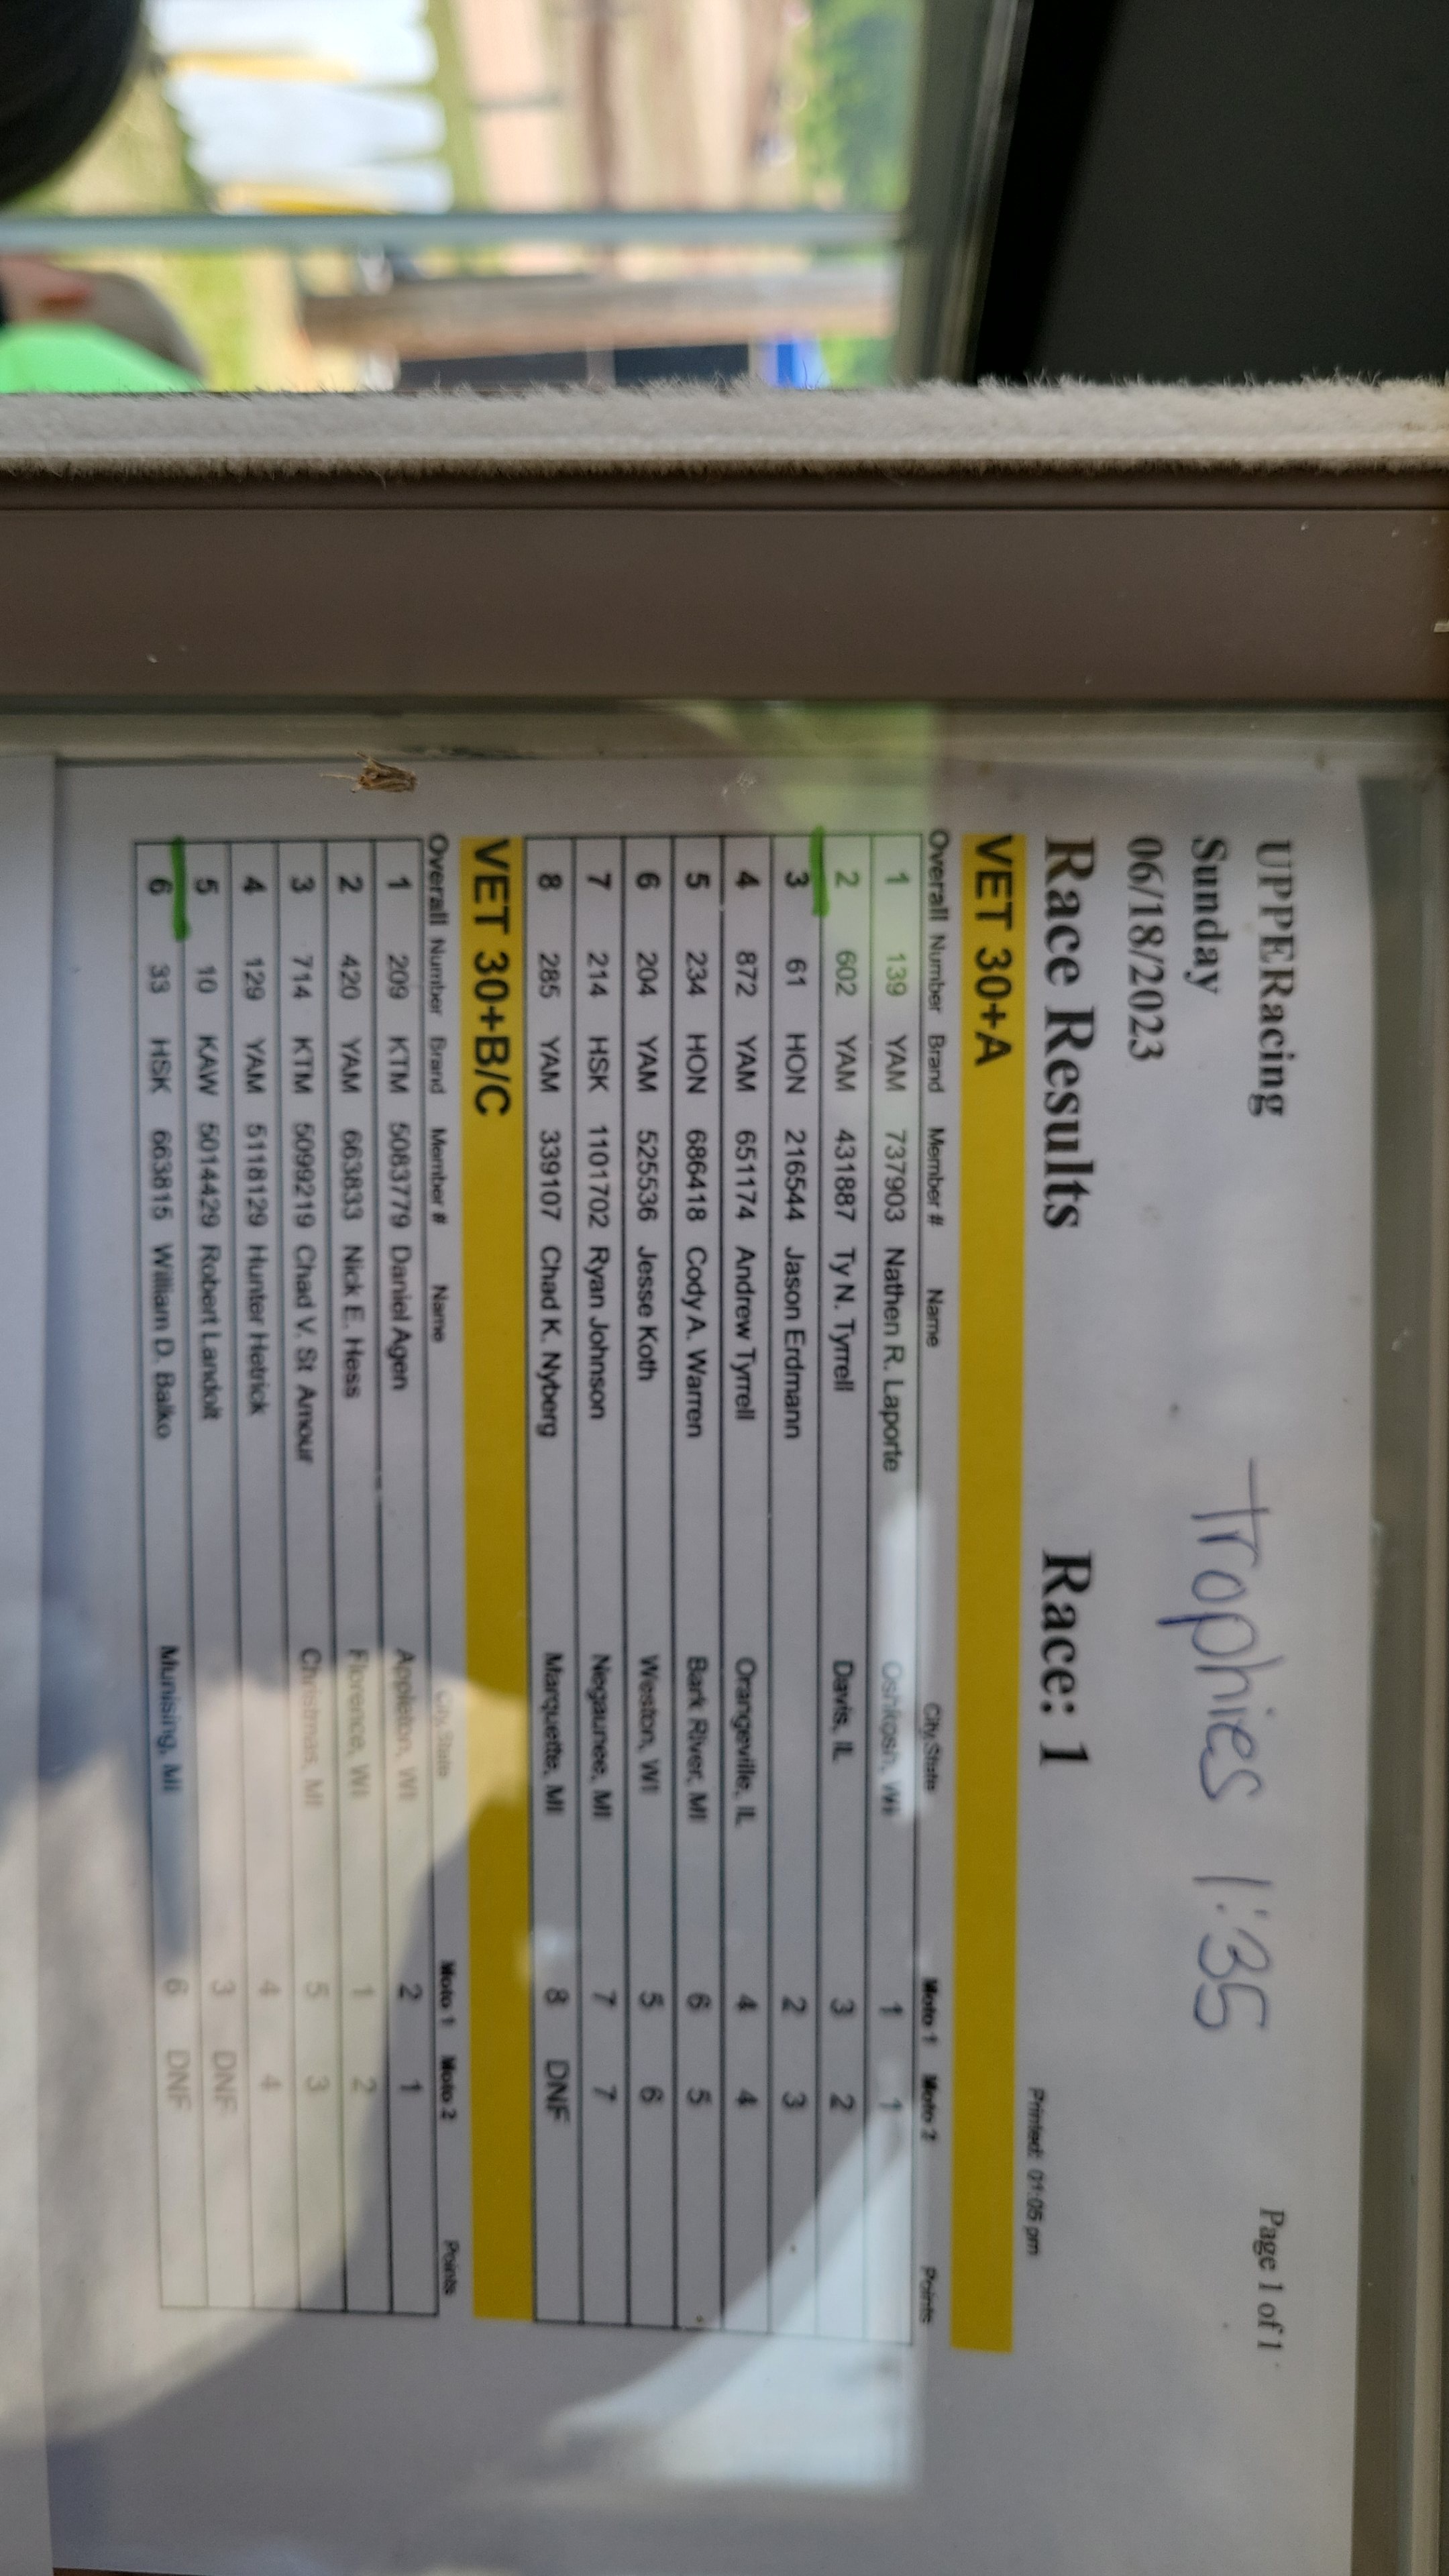 UPPERacing Page 1 of 1
Sunday Trophies 1:35
06/18/2023
Race Results Race: 1 Printed: 01:05 pm
VET 30+A
Overall Number Brand Member # Name City,State Moto 1 Moto 2 Points
1 139 YAM 737903 Nathen R. Laporte Oshkosh, WI 1 1
2 602 YAM 431887 Ty N. Tyrrell Davis, IL 3 2
3 61 HON 216544 Jason Erdmann 2 3
4 872 YAM 651174 Andrew Tyrrell Orangeville, IL 4 4
5 234 HON 686418 Cody A. Warren Bark River, MI 6 5
6 204 YAM 525536 Jesse Koth Weston, WI 5 6
7 214 HSK 1101702 Ryan Johnson Negaunee, MI 7 7
8 285 YAM 339107 Chad K. Nyberg Marquette, MI 8 DNF
VET 30+B/C
Overall Number Brand Member # Name City,State Moto 1 Moto 2 Points
1 209 KTM 5083779 Daniel Agen Appleton, WI 2 1
2 420 YAM 663833 Nick E. Hess Florence, WI 1 2
3 714 KTM 5099219 Chad V. St Amour Christmas, MI 5 3
4 129 YAM 5118129 Hunter Hetrick 4 4
5 10 KAW 5014429 Robert Landolt 3 DNF
6 33 HSK 663815 William D. Balko Munising, MI 6 DNF